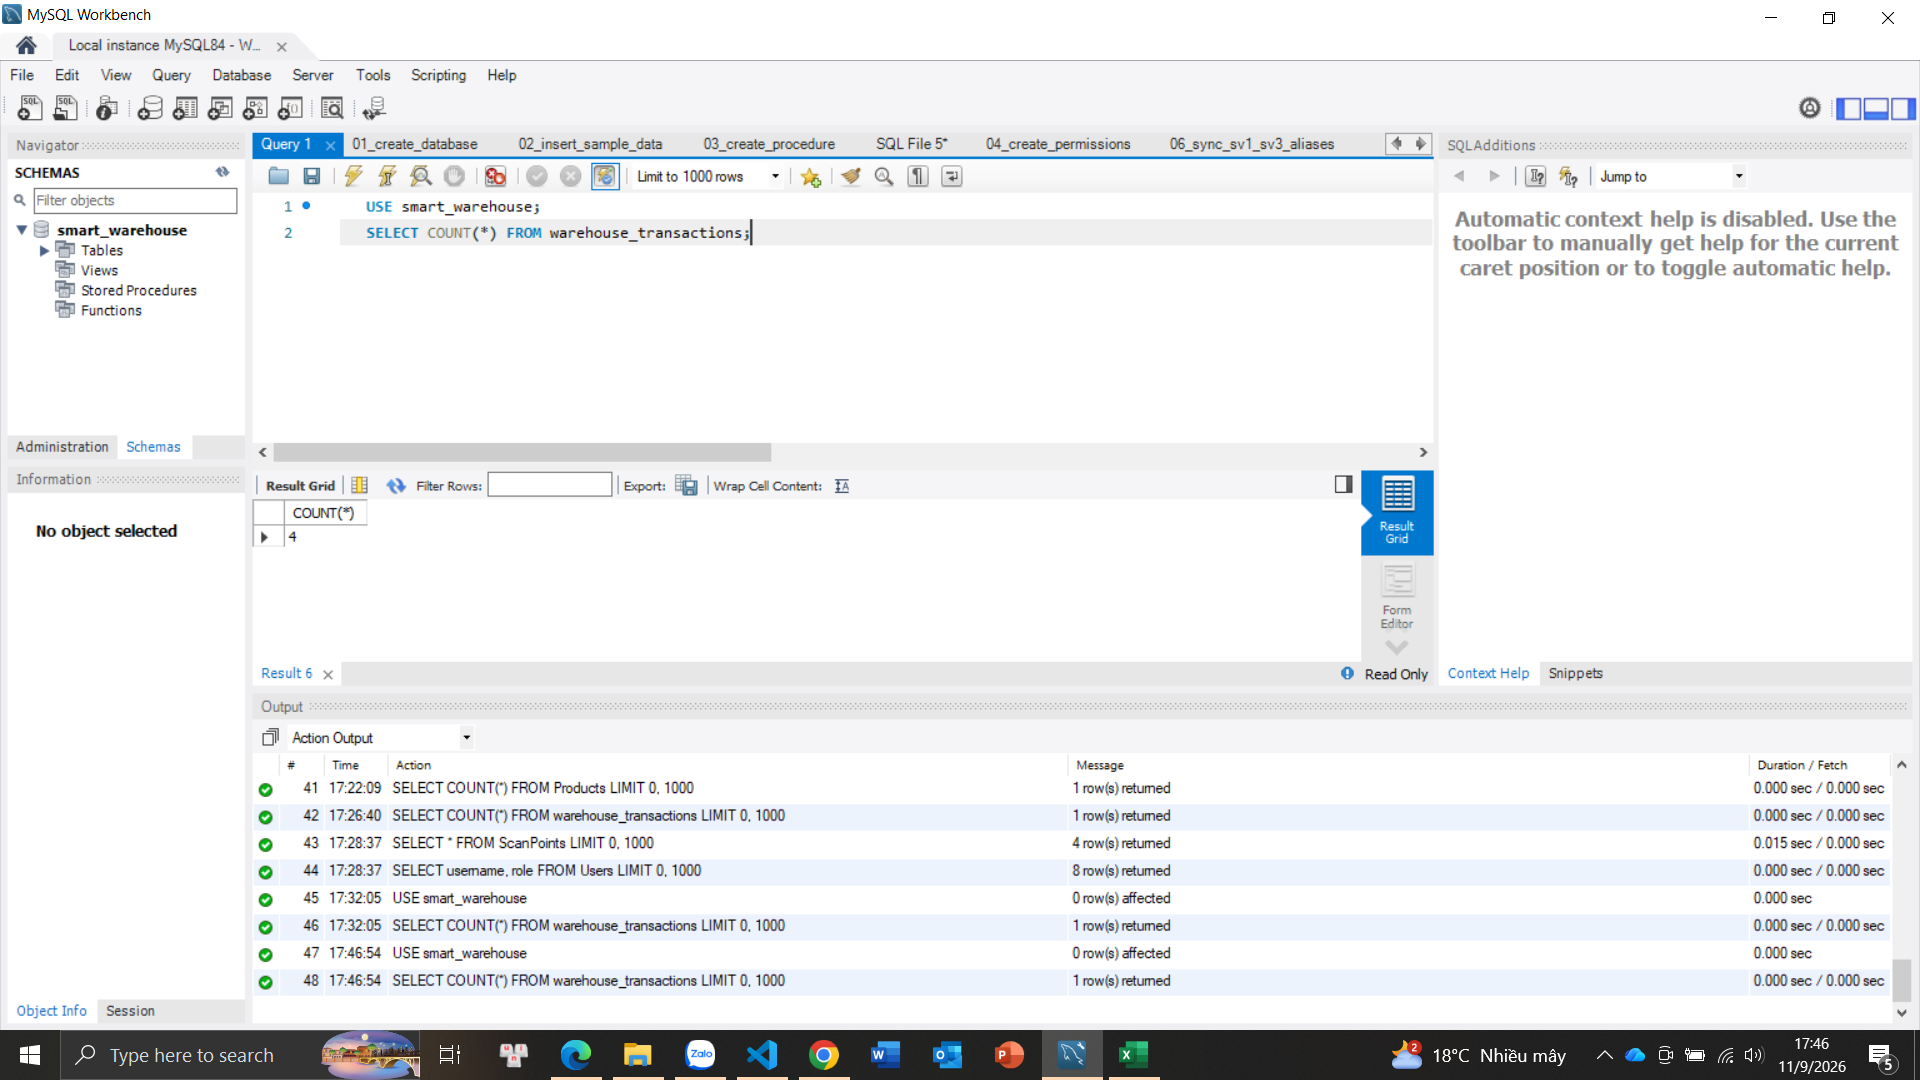 MySQL Workbench
Local instance MySQL84 - W...
File Edit View Query Database Server Tools Scripting Help
Navigator
SCHEMAS
Filter objects
smart_warehouse
Tables
Views
Stored Procedures
Functions
Administration Schemas
Information
No object selected
Object Info Session
Query 1 01_create_database 02_insert_sample_data 03_create_procedure SQL File 5* 04_create_permissions 06_sync_sv1_sv3_aliases
Limit to 1000 rows
1 USE smart_warehouse;
2 SELECT COUNT(*) FROM warehouse_transactions;
Result Grid Filter Rows: Export: Wrap Cell Content:
COUNT(*)
4
Result Grid
Form Editor
Result 6 Read Only
SQLAdditions
Jump to
Automatic context help is disabled. Use the
toolbar to manually get help for the current
caret position or to toggle automatic help.
Context Help Snippets
Output
Action Output
# Time Action Message Duration / Fetch
41 17:22:09 SELECT COUNT(*) FROM Products LIMIT 0, 1000 1 row(s) returned 0.000 sec / 0.000 sec
42 17:26:40 SELECT COUNT(*) FROM warehouse_transactions LIMIT 0, 1000 1 row(s) returned 0.000 sec / 0.000 sec
43 17:28:37 SELECT * FROM ScanPoints LIMIT 0, 1000 4 row(s) returned 0.015 sec / 0.000 sec
44 17:28:37 SELECT username, role FROM Users LIMIT 0, 1000 8 row(s) returned 0.000 sec / 0.000 sec
45 17:32:05 USE smart_warehouse 0 row(s) affected 0.000 sec
46 17:32:05 SELECT COUNT(*) FROM warehouse_transactions LIMIT 0, 1000 1 row(s) returned 0.000 sec / 0.000 sec
47 17:46:54 USE smart_warehouse 0 row(s) affected 0.000 sec
48 17:46:54 SELECT COUNT(*) FROM warehouse_transactions LIMIT 0, 1000 1 row(s) returned 0.000 sec / 0.000 sec
Type here to search
Zalo
2
18°C Nhiều mây
17:46
11/9/2026
5